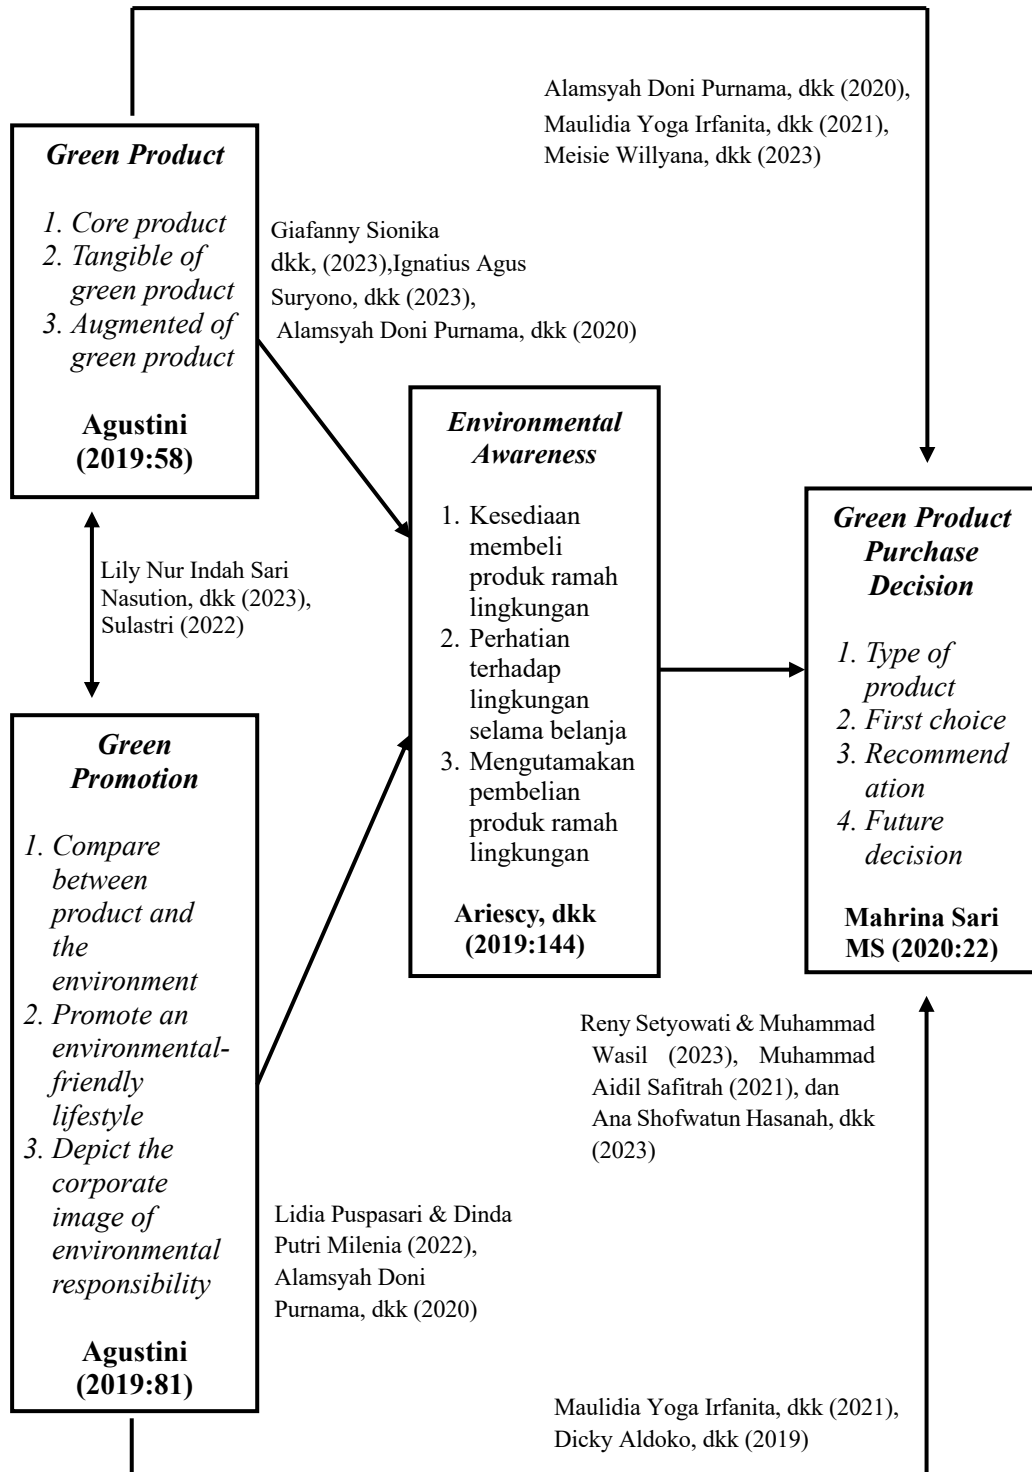 Alamsyah Doni Purnama, dkk (2020),
Maulidia Yoga Irfanita, dkk (2021),
Meisie Willyana, dkk (2023)
Green Product
1. Core product
2. Tangible of
green product
3. Augmented of
green product
Agustini
(2019:58)
Giafanny Sionika
dkk, (2023),Ignatius Agus
Suryono, dkk (2023),
Alamsyah Doni Purnama, dkk (2020)
Lily Nur Indah Sari
Nasution, dkk (2023),
Sulastri (2022)
Environmental
Awareness
1. Kesediaan
membeli
produk ramah
lingkungan
2. Perhatian
terhadap
lingkungan
selama belanja
3. Mengutamakan
pembelian
produk ramah
lingkungan
Ariescy, dkk
(2019:144)
Green Product
Purchase
Decision
1. Type of
product
2. First choice
3. Recommend
ation
4. Future
decision
Mahrina Sari
MS (2020:22)
Green
Promotion
1. Compare
between
product and
the
environment
2. Promote an
environmental-
friendly
lifestyle
3. Depict the
corporate
image of
environmental
responsibility
Agustini
(2019:81)
Reny Setyowati & Muhammad
Wasil (2023), Muhammad
Aidil Safitrah (2021), dan
Ana Shofwatun Hasanah, dkk
(2023)
Lidia Puspasari & Dinda
Putri Milenia (2022),
Alamsyah Doni
Purnama, dkk (2020)
Maulidia Yoga Irfanita, dkk (2021),
Dicky Aldoko, dkk (2019)